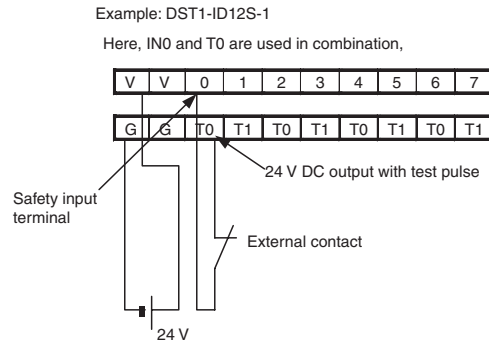 Example: DST1-ID12S-1
Here, IN0 and T0 are used in combination,
V V 0 1 2 3 4 5 6 7
G G T0 T1 T0 T1 T0 T1 T0 T1
24 V DC output with test pulse
Safety input
terminal
External contact
24 V